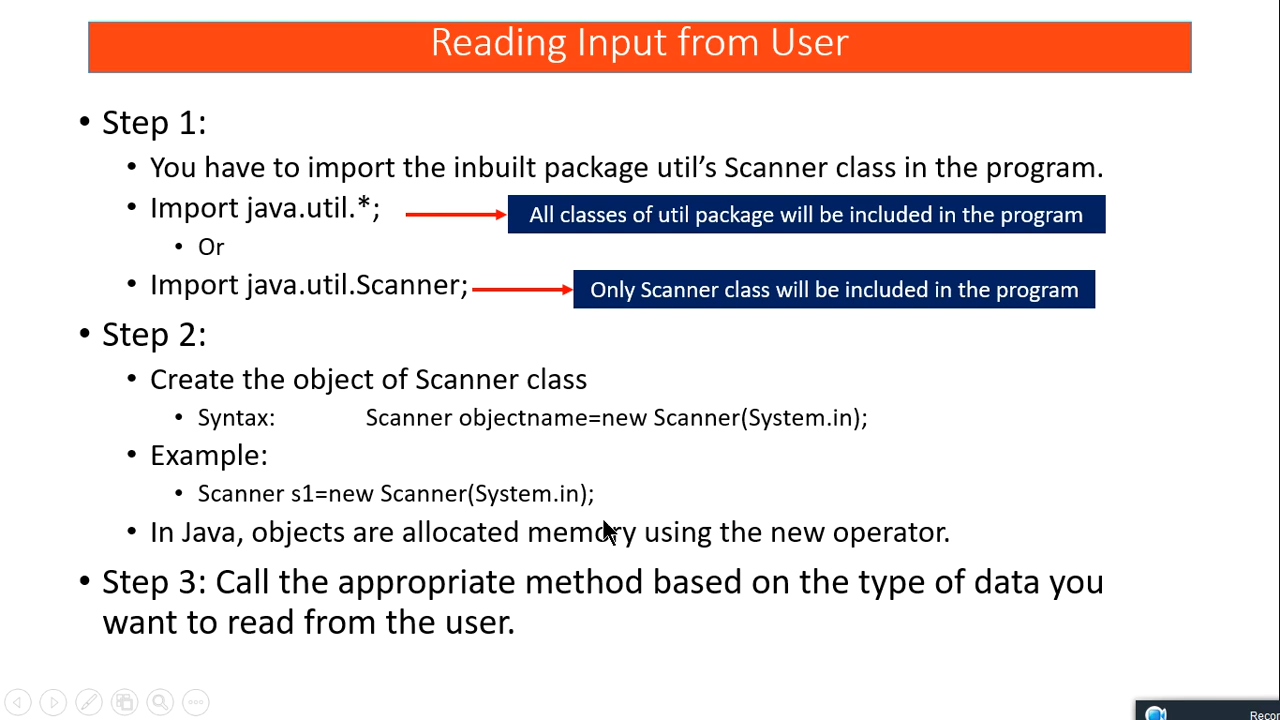 Reading Input from User
• Step 1:
• You have to import the inbuilt package util’s Scanner class in the program.
• Import java.util.*;
All classes of util package will be included in the program
• Or
• Import java.util.Scanner;
Only Scanner class will be included in the program
• Step 2:
• Create the object of Scanner class
• Syntax: Scanner objectname=new Scanner(System.in);
• Example:
• Scanner s1=new Scanner(System.in);
• In Java, objects are allocated memory using the new operator.
• Step 3: Call the appropriate method based on the type of data you
want to read from the user.